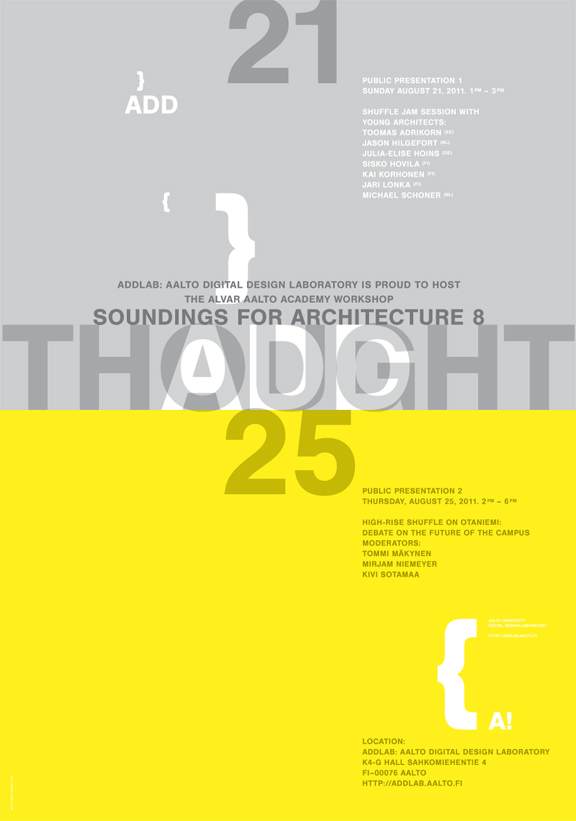 21
PUBLIC PRESENTATION 1
SUNDAY AUGUST 21, 2011. 1PM – 3PM
}
ADD
SHUFFLE JAM SESSION WITH
YOUNG ARCHITECTS:
TOOMAS ADRIKORN (EE)
JASON HILGEFORT (NL)
JULIA-ELISE HOINS (DE)
SISKO HOVILA (FI)
KAI KORHONEN (FI)
JARI LONKA (FI)
MICHAEL SCHONER (NL)
{
}
ADDLAB: AALTO DIGITAL DESIGN LABORATORY IS PROUD TO HOST
THE ALVAR AALTO ACADEMY WORKSHOP
SOUNDINGS FOR ARCHITECTURE 8
25
PUBLIC PRESENTATION 2
THURSDAY, AUGUST 25, 2011. 2PM – 6PM
HIGH-RISE SHUFFLE ON OTANIEMI:
DEBATE ON THE FUTURE OF THE CAMPUS
MODERATORS:
TOMMI MÄKYNEN
MIRJAM NIEMEYER
KIVI SOTAMAA
{
A!
LOCATION:
ADDLAB: AALTO DIGITAL DESIGN LABORATORY
K4-G HALL SAHKOMIEHENTIE 4
FI–00076 AALTO
HTTP://ADDLAB.AALTO.FI